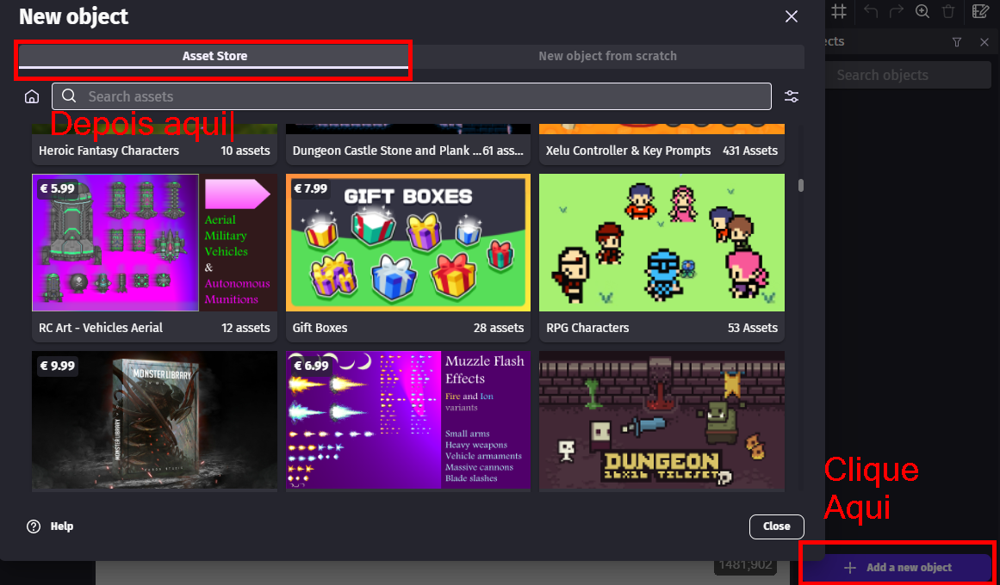 New object
ects
Asset Store
New object from scratch
Search assets
Search objects
Depois aqui
Heroic Fantasy Characters 10 assets
Dungeon Castle Stone and Plank ...61 ass...
Xelu Controller & Key Prompts 431 Assets
€ 5.99
Aerial
Military
Vehicles
&
Autonomous
Munitions
€ 7.99
GIFT BOXES
RC Art - Vehicles Aerial 12 assets
Gift Boxes 28 assets
RPG Characters 53 Assets
€ 9.99
MONSTER LIBRARY
MONSTER LIBRARY
€ 6.99
Muzzle Flash
Effects
Fire and Ion
variants
Small arms
Heavy weapons
Vehicle armaments
Massive cannons
Blade slashes
DUNGEON
16X16 TILESET
Clique
Aqui
Help
Close
1481,902
Add a new object